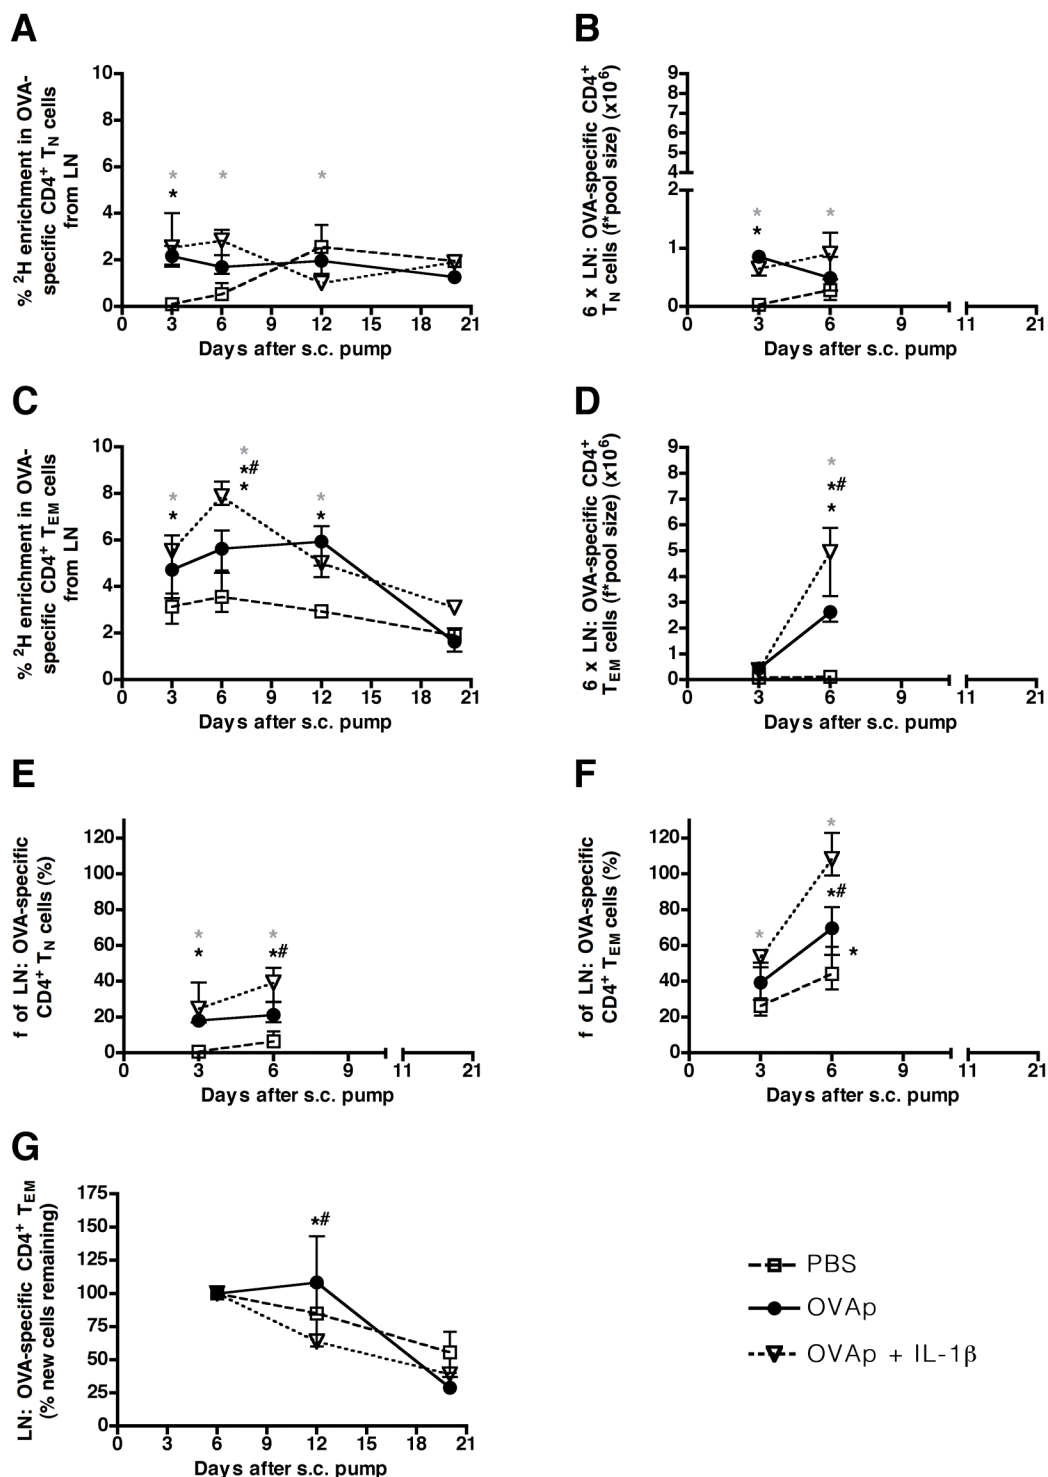 A
% ²H enrichment in OVA-
specific CD4⁺ T_N cells
from LN
10
8
6
4
2
0
* * *
*
0 3 6 9 12 15 18 21
Days after s.c. pump
B
6 x LN: OVA-specific CD4⁺
T_N cells (f*pool size) (x10⁶)
9
8
7
6
5
4
2
1
0
* *
*
0 3 6 9 11 21
Days after s.c. pump
C
% ²H enrichment in OVA-
specific CD4⁺ T_EM cells
from LN
10
8
6
4
2
0
*
*#
*
* *
* *
0 3 6 9 12 15 18 21
Days after s.c. pump
D
6 x LN: OVA-specific CD4⁺
T_EM cells (f*pool size) (x10⁶)
9
8
7
6
5
4
3
2
1
0
*
*#
*
0 3 6 9 11 21
Days after s.c. pump
E
f of LN: OVA-specific
CD4⁺ T_N cells (%)
120
100
80
60
40
20
0
* *
* *#
0 3 6 9 11 21
Days after s.c. pump
F
f of LN: OVA-specific
CD4⁺ T_EM cells (%)
120
100
80
60
40
20
0
*
*#
*
*
0 3 6 9 11 21
Days after s.c. pump
G
LN: OVA-specific CD4⁺ T_EM
(% new cells remaining)
175
150
125
100
75
50
25
0
*#
0 3 6 9 12 15 18 21
Days after s.c. pump
PBS
OVAp
OVAp + IL-1β